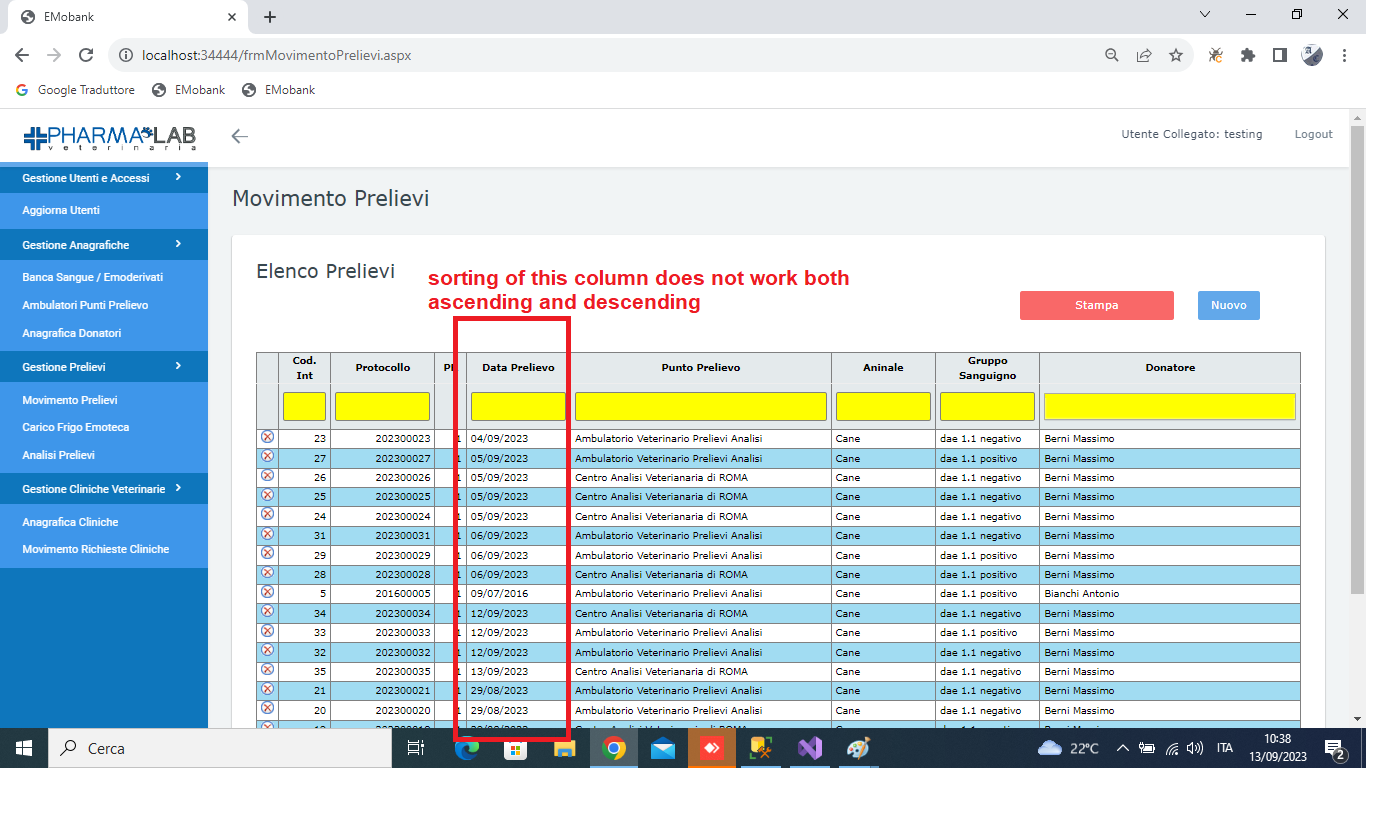 EMobank
localhost:34444/frmMovimentoPrelievi.aspx
Google Traduttore EMobank EMobank
PHARMA LAB
veterinaria
Utente Collegato: testing Logout
Gestione Utenti e Accessi
Aggiorna Utenti
Gestione Anagrafiche
Banca Sangue / Emoderivati
Ambulatori Punti Prelievo
Anagrafica Donatori
Gestione Prelievi
Movimento Prelievi
Carico Frigo Emoteca
Analisi Prelievi
Gestione Cliniche Veterinarie
Anagrafica Cliniche
Movimento Richieste Cliniche
Movimento Prelievi
Elenco Prelievi
sorting of this column does not work both
ascending and descending
Stampa Nuovo
Cod. Int Protocollo Data Prelievo Punto Prelievo Aninale Gruppo Sanguigno Donatore
23 202300023 1 04/09/2023 Ambulatorio Veterinario Prelievi Analisi Cane dae 1.1 negativo Berni Massimo
27 202300027 1 05/09/2023 Ambulatorio Veterinario Prelievi Analisi Cane dae 1.1 positivo Berni Massimo
26 202300026 1 05/09/2023 Centro Analisi Veterianaria di ROMA Cane dae 1.1 negativo Berni Massimo
25 202300025 1 05/09/2023 Centro Analisi Veterianaria di ROMA Cane dae 1.1 negativo Berni Massimo
24 202300024 1 05/09/2023 Centro Analisi Veterianaria di ROMA Cane dae 1.1 negativo Berni Massimo
31 202300031 1 06/09/2023 Ambulatorio Veterinario Prelievi Analisi Cane dae 1.1 negativo Berni Massimo
29 202300029 1 06/09/2023 Ambulatorio Veterinario Prelievi Analisi Cane dae 1.1 positivo Berni Massimo
28 202300028 1 06/09/2023 Centro Analisi Veterianaria di ROMA Cane dae 1.1 positivo Berni Massimo
5 201600005 1 09/07/2016 Ambulatorio Veterinario Prelievi Analisi Cane dae 1.1 positivo Bianchi Antonio
34 202300034 1 12/09/2023 Centro Analisi Veterianaria di ROMA Cane dae 1.1 negativo Berni Massimo
33 202300033 1 12/09/2023 Ambulatorio Veterinario Prelievi Analisi Cane dae 1.1 positivo Berni Massimo
32 202300032 1 12/09/2023 Ambulatorio Veterinario Prelievi Analisi Cane dae 1.1 negativo Berni Massimo
35 202300035 1 13/09/2023 Centro Analisi Veterianaria di ROMA Cane dae 1.1 negativo Berni Massimo
21 202300021 1 29/08/2023 Ambulatorio Veterinario Prelievi Analisi Cane dae 1.1 negativo Berni Massimo
20 202300020 1 29/08/2023 Ambulatorio Veterinario Prelievi Analisi Cane dae 1.1 negativo Berni Massimo
Cerca
22°C ITA
10:38
13/09/2023
2